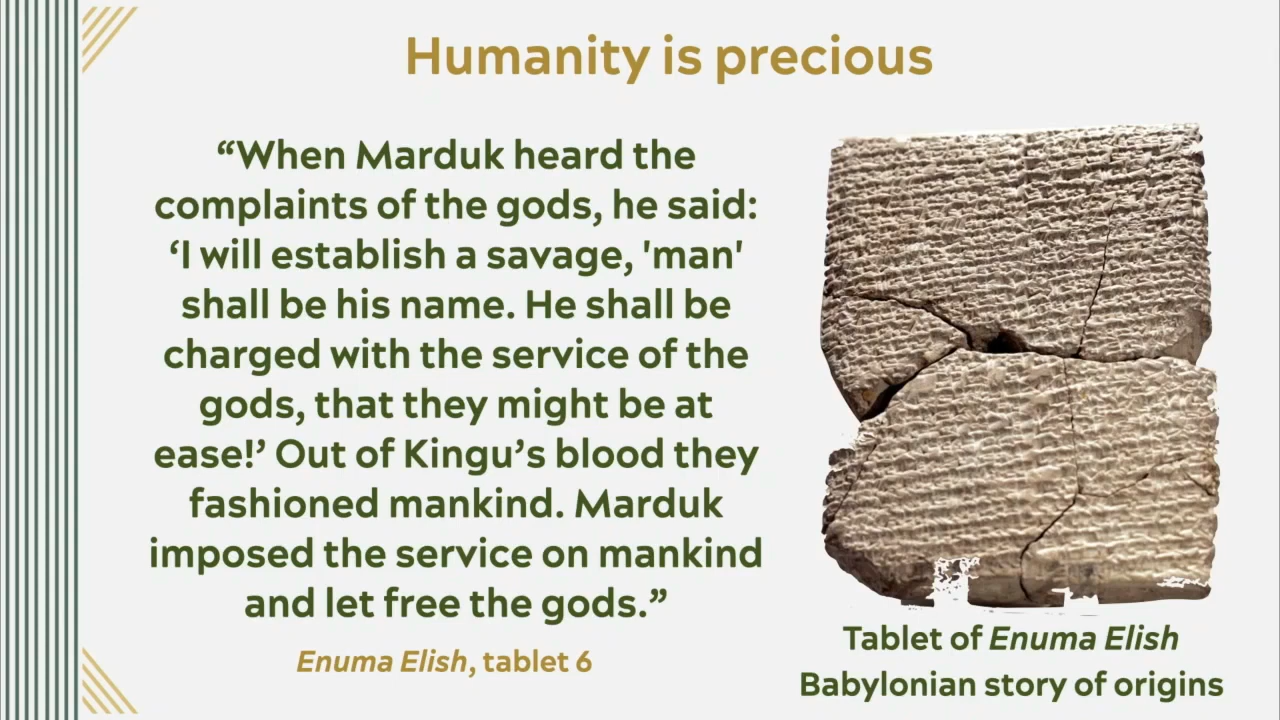 Humanity is precious
“When Marduk heard the
complaints of the gods, he said:
‘I will establish a savage, 'man'
shall be his name. He shall be
charged with the service of the
gods, that they might be at
ease!’ Out of Kingu’s blood they
fashioned mankind. Marduk
imposed the service on mankind
and let free the gods.”
Enuma Elish, tablet 6
Tablet of Enuma Elish
Babylonian story of origins